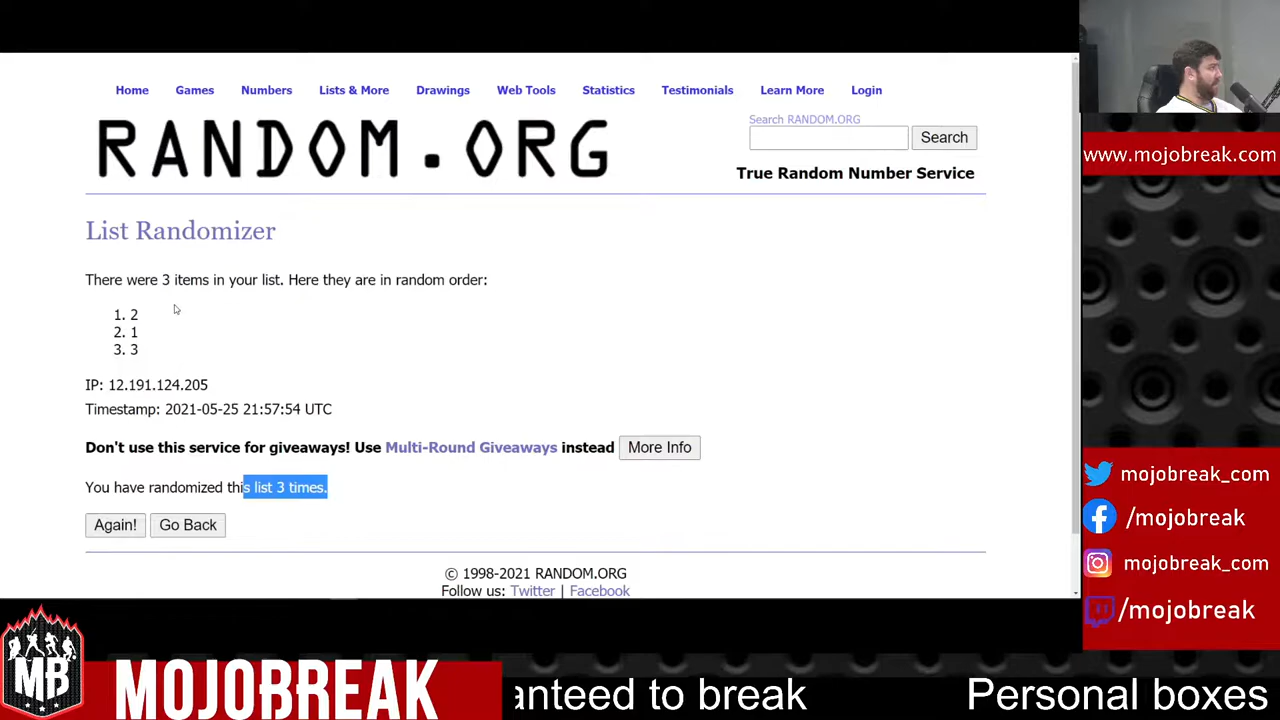 Home Games Numbers Lists & More Drawings Web Tools Statistics Testimonials Learn More Login
RANDOM.ORG
Search RANDOM.ORG
Search
True Random Number Service
List Randomizer
There were 3 items in your list. Here they are in random order:
1. 2
2. 1
3. 3
IP: 12.191.124.205
Timestamp: 2021-05-25 21:57:54 UTC
Don't use this service for giveaways! Use Multi-Round Giveaways instead More Info
You have randomized this list 3 times.
Again! Go Back
© 1998-2021 RANDOM.ORG
Follow us: Twitter | Facebook
www.mojobreak.com
mojobreak_com
/mojobreak
mojobreak_com
/mojobreak
MB
MOJOBREAK
anteed to break Personal boxes